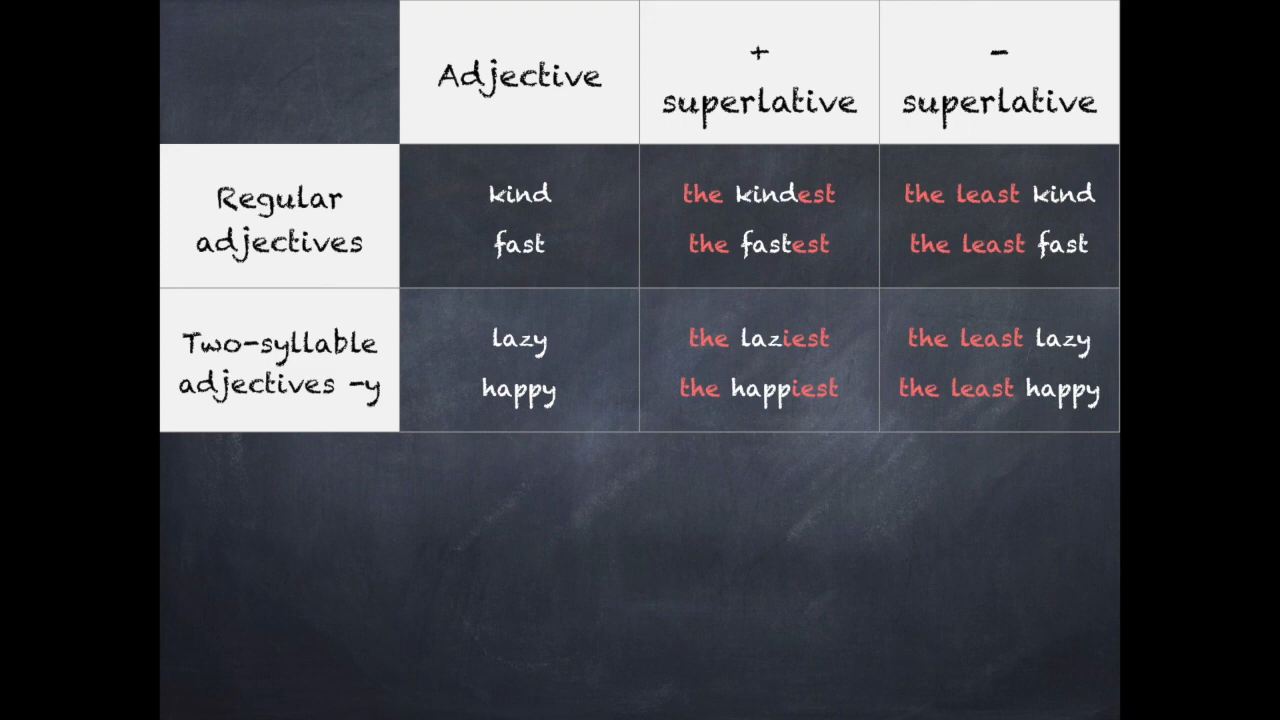 Adjective
+
superlative
-
superlative
Regular
adjectives
kind
fast
the kindest
the fastest
the least kind
the least fast
Two-syllable
adjectives -y
lazy
happy
the laziest
the happiest
the least lazy
the least happy